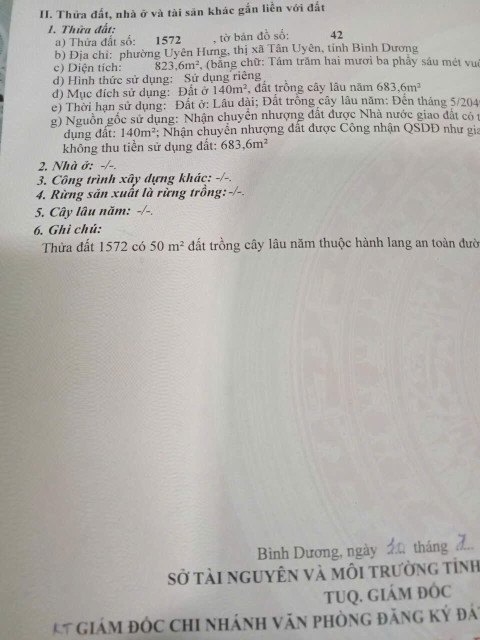 II. Thửa đất, nhà ở và tài sản khác gắn liền với đất
1. Thửa đất:
a) Thửa đất số: 1572 , tờ bản đồ số: 42
b) Địa chỉ: phường Uyên Hưng, thị xã Tân Uyên, tỉnh Bình Dương
c) Diện tích: 823,6m², (bằng chữ: Tám trăm hai mươi ba phẩy sáu mét vuô
d) Hình thức sử dụng: Sử dụng riêng
đ) Mục đích sử dụng: Đất ở 140m², đất trồng cây lâu năm 683,6m²
e) Thời hạn sử dụng: Đất ở: Lâu dài; Đất trồng cây lâu năm: Đến tháng 5/204
g) Nguồn gốc sử dụng: Nhận chuyển nhượng đất được Nhà nước giao đất có t
dụng đất: 140m²; Nhận chuyển nhượng đất được Công nhận QSDĐ như gia
không thu tiền sử dụng đất: 683,6m²
2. Nhà ở: -/-.
3. Công trình xây dựng khác: -/-.
4. Rừng sản xuất là rừng trồng: -/-.
5. Cây lâu năm: -/-.
6. Ghi chú:
Thửa đất 1572 có 50 m² đất trồng cây lâu năm thuộc hành lang an toàn đườ
Bình Dương, ngày tháng
SỞ TÀI NGUYÊN VÀ MÔI TRƯỜNG TỈNH
TUQ. GIÁM ĐỐC
KT GIÁM ĐỐC CHI NHÁNH VĂN PHÒNG ĐĂNG KÝ ĐẤ